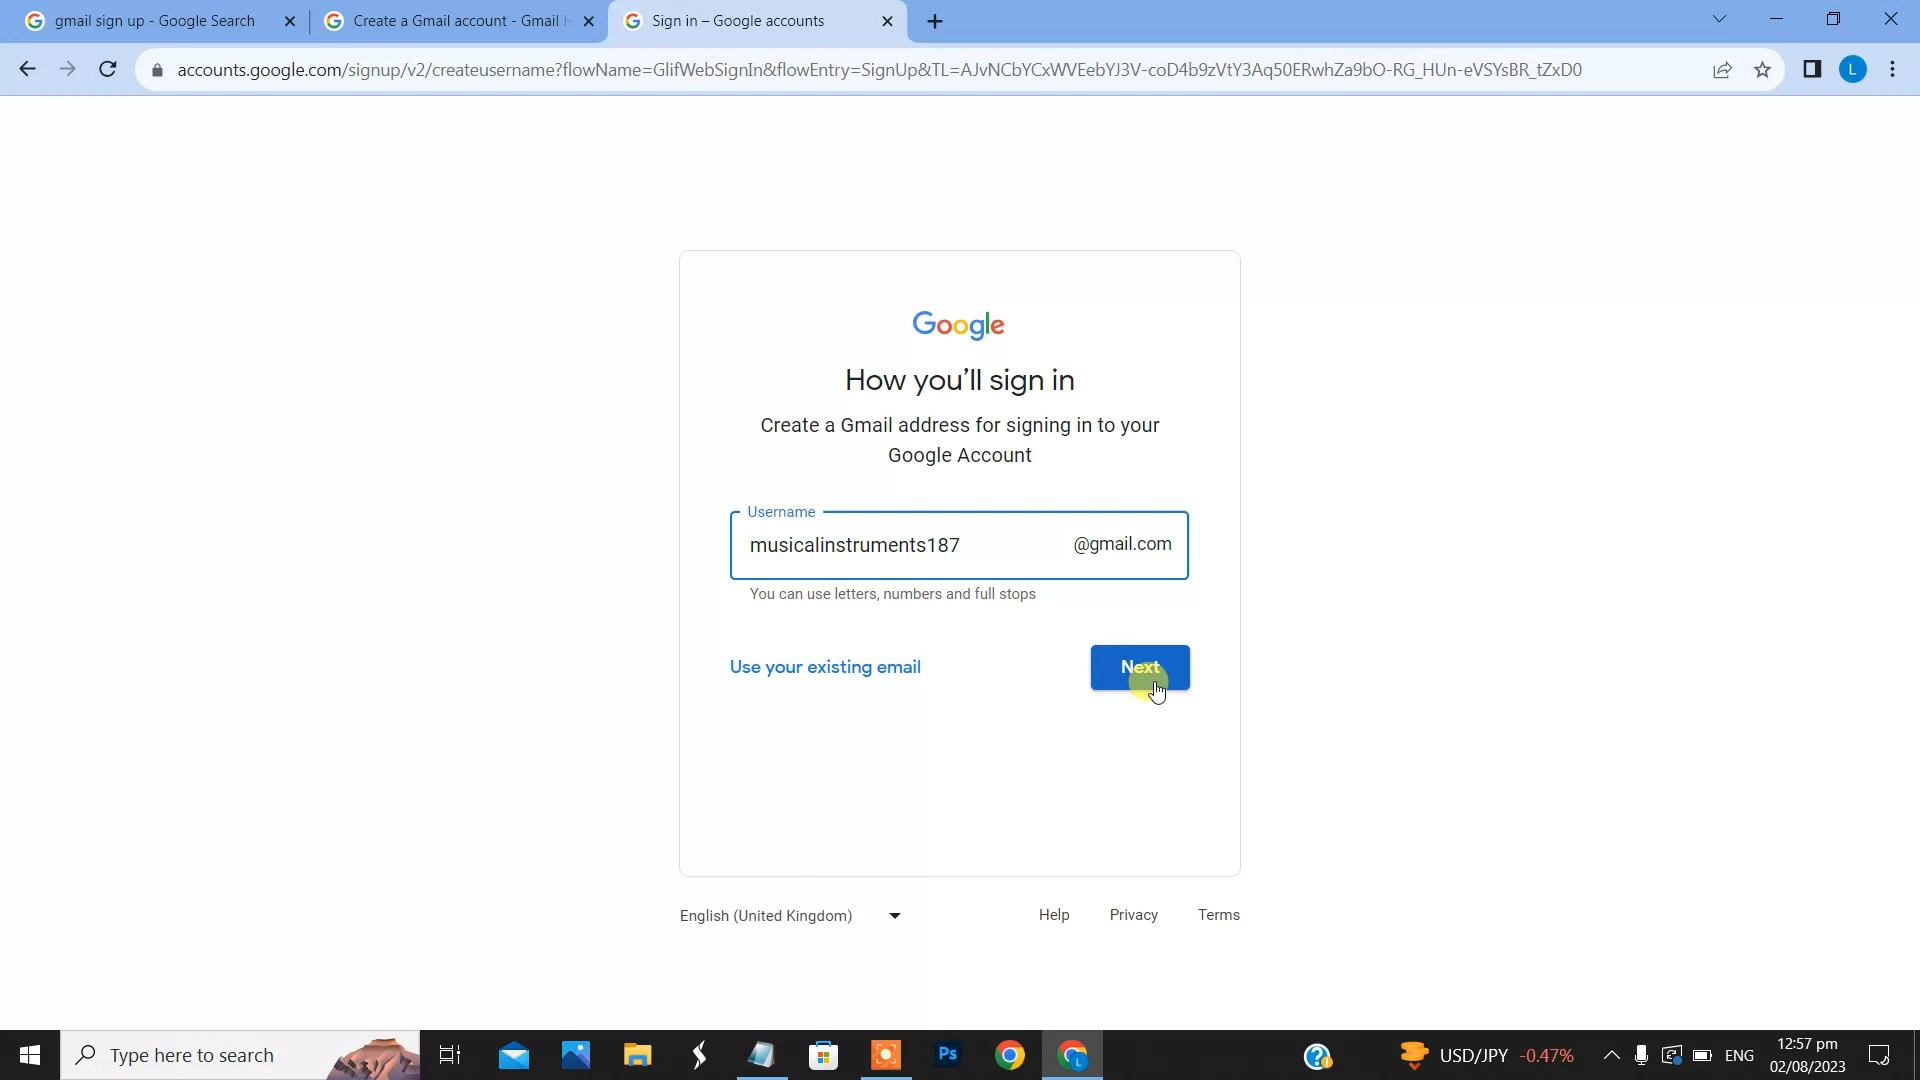 gmail sign up - Google Search
Create a Gmail account - Gmail H
Sign in – Google accounts
accounts.google.com/signup/v2/createusername?flowName=GlifWebSignIn&flowEntry=SignUp&TL=AJvNCbYCxWVEebYJ3V-coD4b9zVtY3Aq50ERwhZa9bO-RG_HUn-eVSYsBR_tZxD0
L
Google
How you’ll sign in
Create a Gmail address for signing in to your
Google Account
Username
musicalinstruments187 @gmail.com
You can use letters, numbers and full stops
Use your existing email
Next
English (United Kingdom)
Help
Privacy
Terms
Type here to search
Ps
L
USD/JPY -0.47%
ENG
12:57 pm
02/08/2023